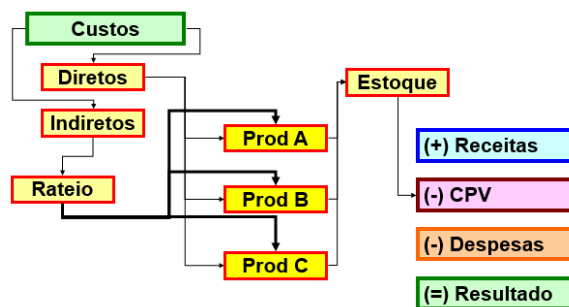 Custos
Diretos
Indiretos
Rateio
Prod A
Prod B
Prod C
Estoque
(+) Receitas
(-) CPV
(-) Despesas
(=) Resultado